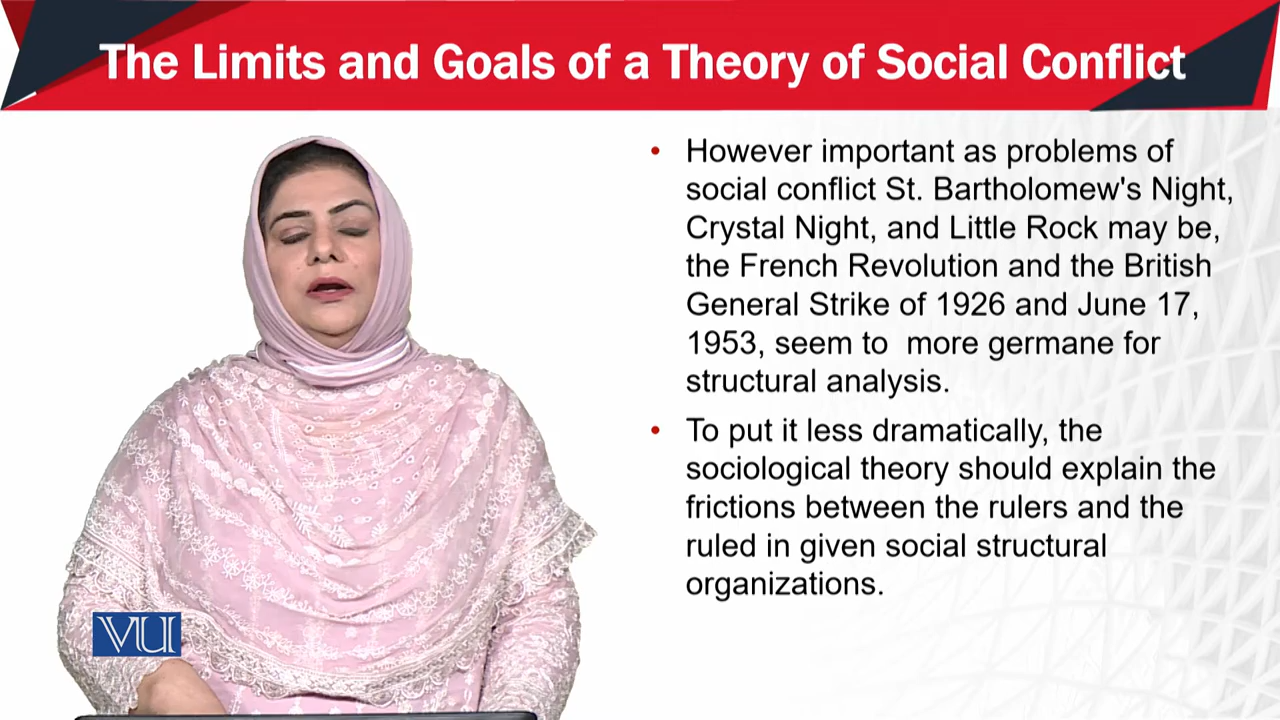 The Limits and Goals of a Theory of Social Conflict
• However important as problems of
social conflict St. Bartholomew's Night,
Crystal Night, and Little Rock may be,
the French Revolution and the British
General Strike of 1926 and June 17,
1953, seem to more germane for
structural analysis.
• To put it less dramatically, the
sociological theory should explain the
frictions between the rulers and the
ruled in given social structural
organizations.
VU